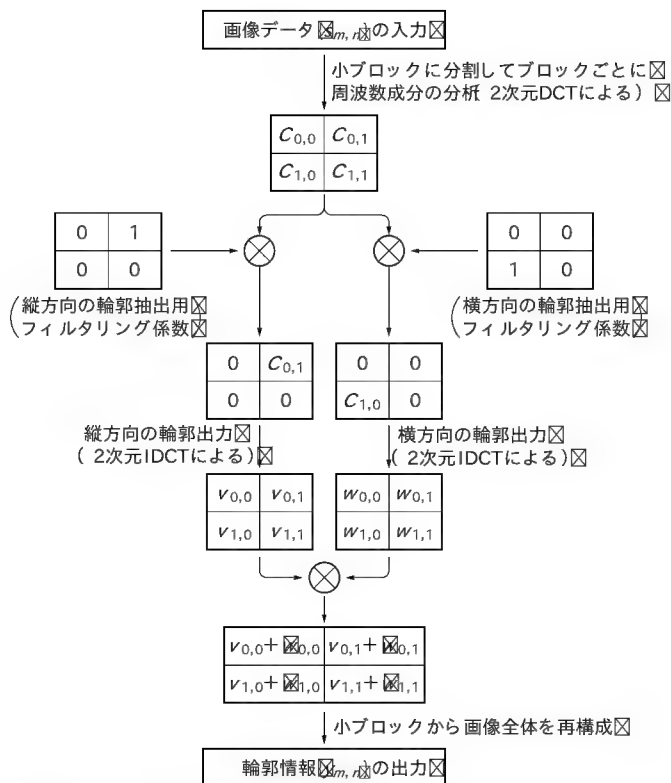 画像データ の入力
小ブロックに分割してブロックごとに
周波数成分の分析 2次元DCTによる)
C0,0 C0,1
C1,0 C1,1
0 1
0 0
0 0
1 0
(縦方向の輪郭抽出用
フィルタリング係数
(横方向の輪郭抽出用
フィルタリング係数
0 C0,1
0 0
0 0
C1,0 0
縦方向の輪郭出力
( 2次元IDCTによる)
横方向の輪郭出力
( 2次元IDCTによる)
v0,0 v0,1
v1,0 v1,1
w0,0 w0,1
w1,0 w1,1
v0,0+ 0,0 v0,1+ 0,1
v1,0+ 1,0 v1,1+ 1,1
小ブロックから画像全体を再構成
輪郭情報 の出力